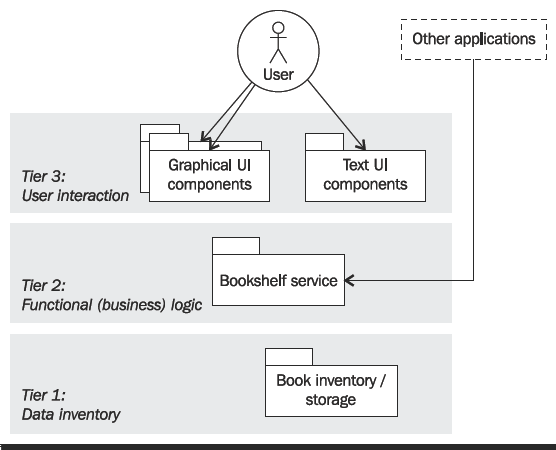 User
Other applications
Tier 3:
User interaction
Graphical UI
components
Text UI
components
Tier 2:
Functional (business) logic
Bookshelf service
Tier 1:
Data inventory
Book inventory /
storage